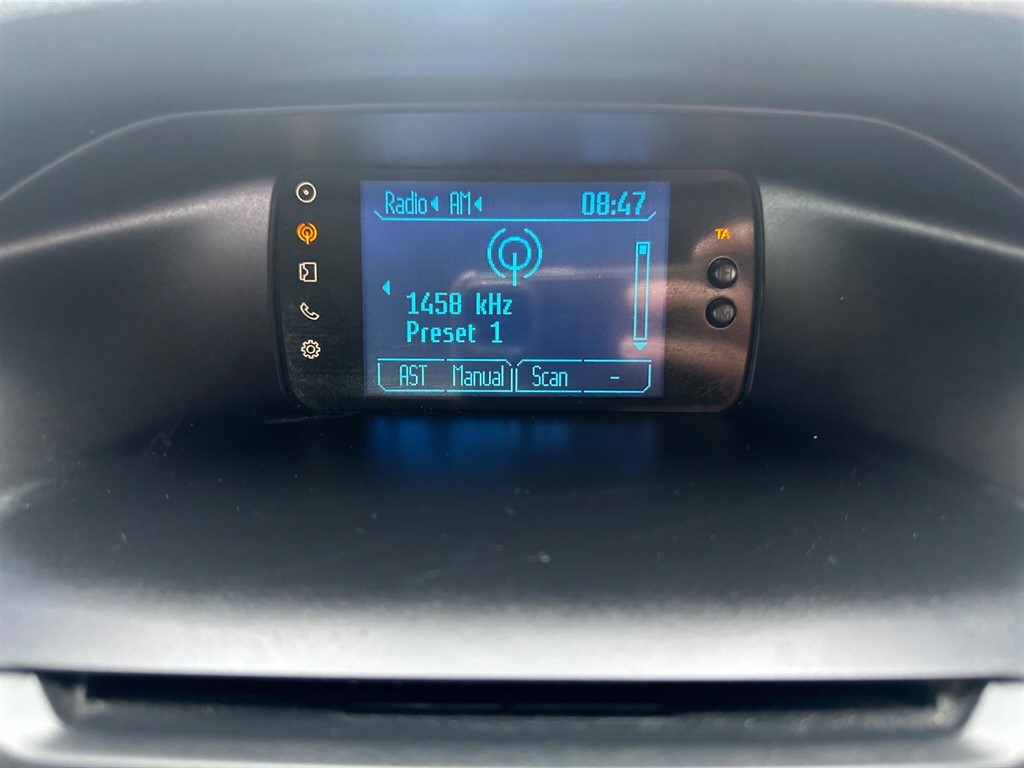 Radio AM 08:47
TA
1458 kHz
Preset 1
AST Manual Scan -